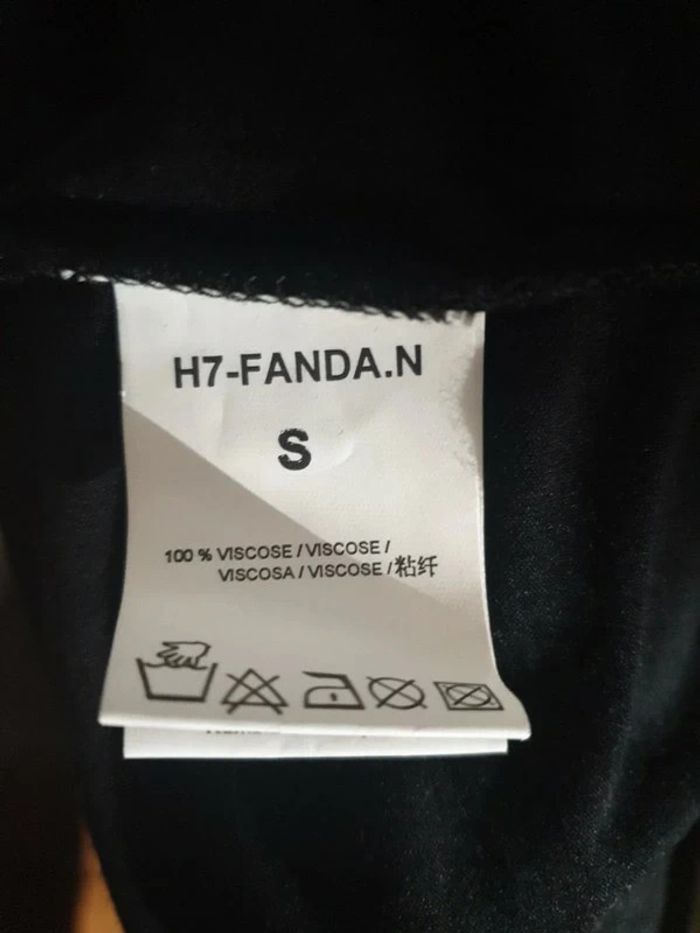 H7-FANDA.N
S
100 % VISCOSE / VISCOSE /
VISCOSA / VISCOSE /粘纤